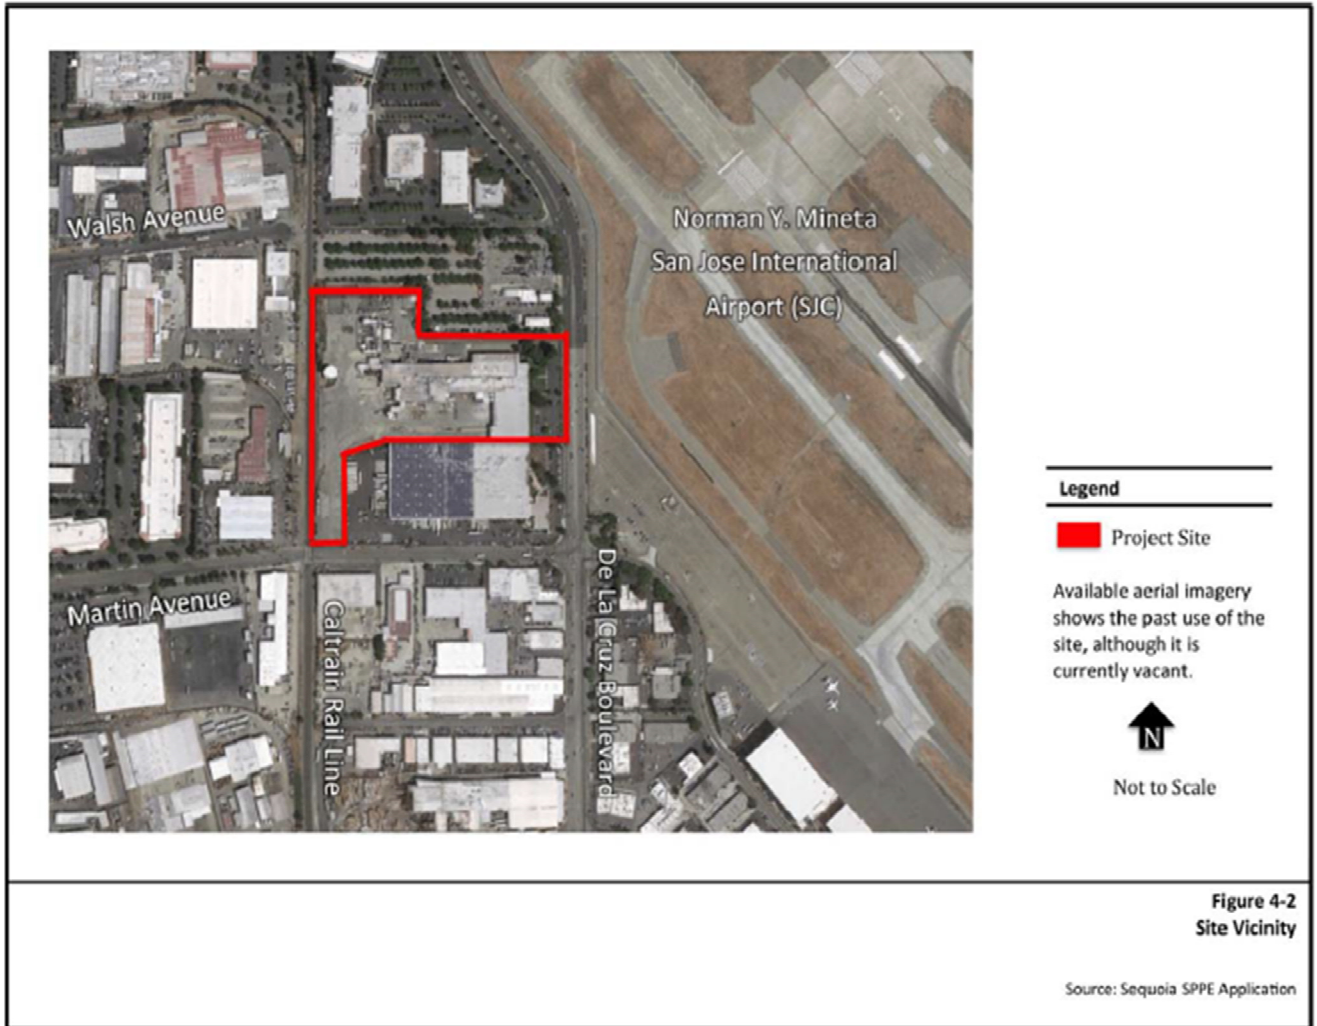 Walsh Avenue
Norman Y. Mineta
San Jose International
Airport (SJC)
Martin Avenue
Caltrain Rail Line
De La Cruz Boulevard
Legend
Project Site
Available aerial imagery
shows the past use of the
site, although it is
currently vacant.
N
Not to Scale
Figure 4-2
Site Vicinity
Source: Sequoia SPPE Application